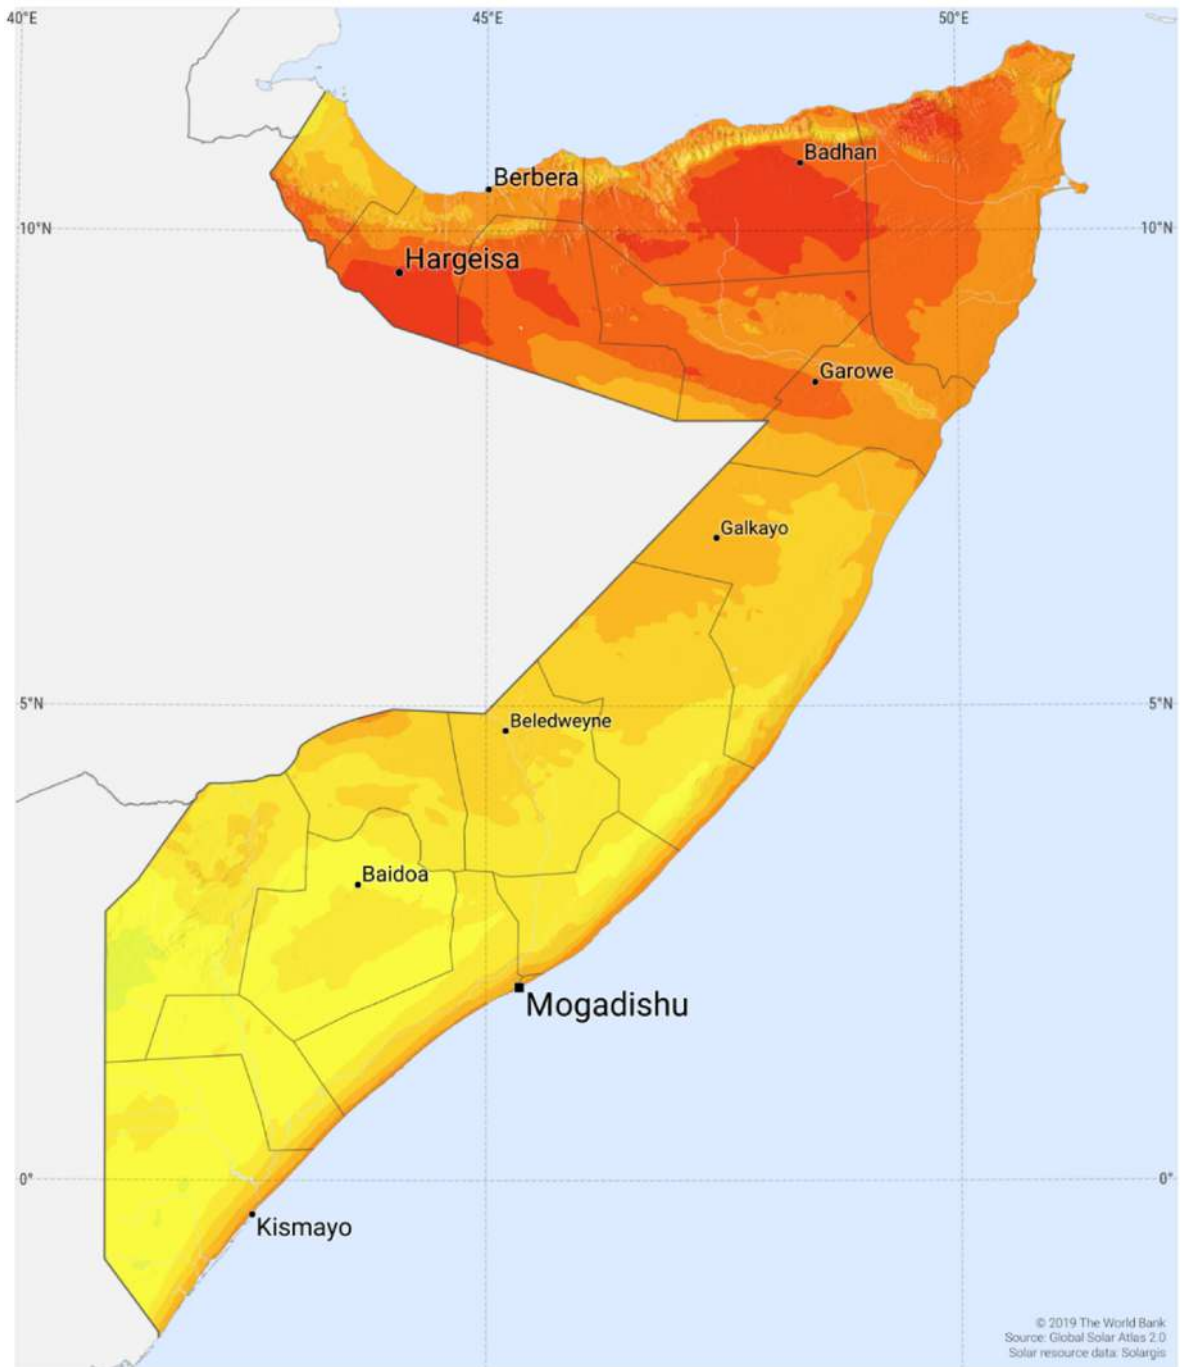 40°E 45°E 50°E
Badhan
Berbera
10°N 10°N
Hargeisa
Garowe
Galkayo
5°N 5°N
Beledweyne
Baidoa
Mogadishu
0° 0°
Kismayo
© 2019 The World Bank
Source: Global Solar Atlas 2.0
Solar resource data: Solargis